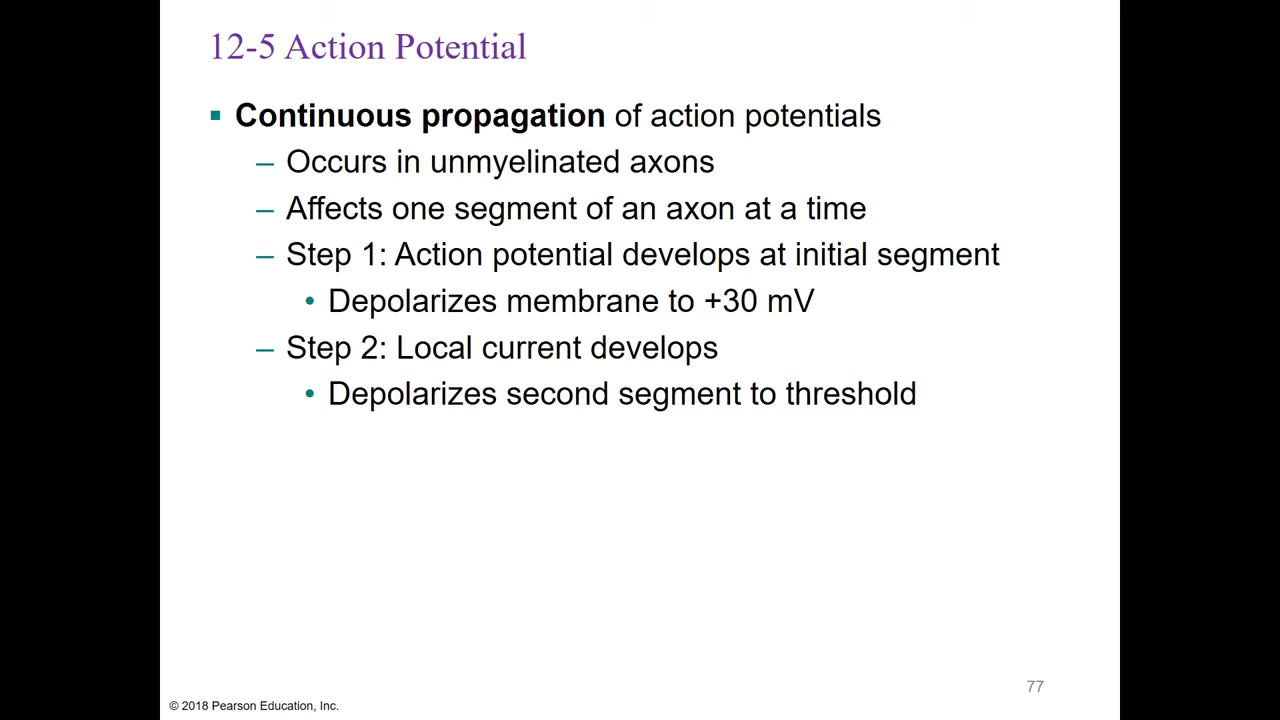 12-5 Action Potential
▪ Continuous propagation of action potentials
– Occurs in unmyelinated axons
– Affects one segment of an axon at a time
– Step 1: Action potential develops at initial segment
• Depolarizes membrane to +30 mV
– Step 2: Local current develops
• Depolarizes second segment to threshold
77
© 2018 Pearson Education, Inc.